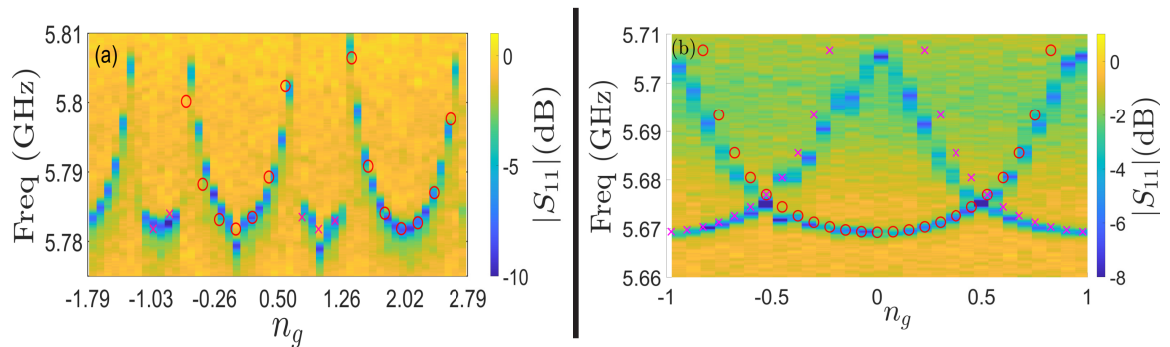 (a)
Freq (GHz)
5.81
5.8
5.79
5.78
-1.79 -1.03 -0.26 0.50 1.26 2.02 2.79
n_g
0
-5
-10
|S_11|(dB)
(b)
Freq (GHz)
5.71
5.7
5.69
5.68
5.67
5.66
-1 -0.5 0 0.5 1
n_g
0
-2
-4
-6
-8
|S_11|(dB)